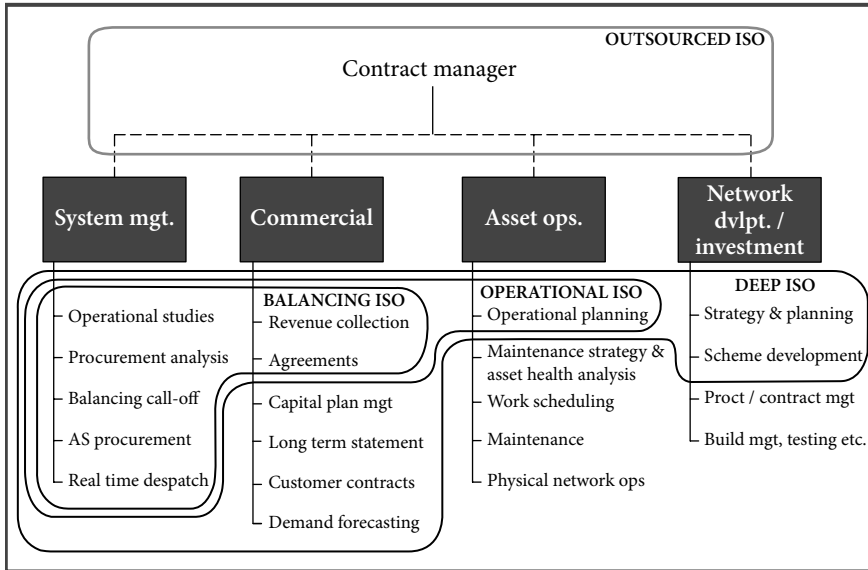 OUTSOURCED ISO
Contract manager
System mgt.
Commercial
Asset ops.
Network
dvlpt. /
investment
BALANCING ISO
OPERATIONAL ISO
DEEP ISO
Operational studies
Procurement analysis
Balancing call-off
AS procurement
Real time despatch
Revenue collection
Agreements
Capital plan mgt
Long term statement
Customer contracts
Demand forecasting
Operational planning
Maintenance strategy &
asset health analysis
Work scheduling
Maintenance
Physical network ops
Strategy & planning
Scheme development
Proct / contract mgt
Build mgt, testing etc.